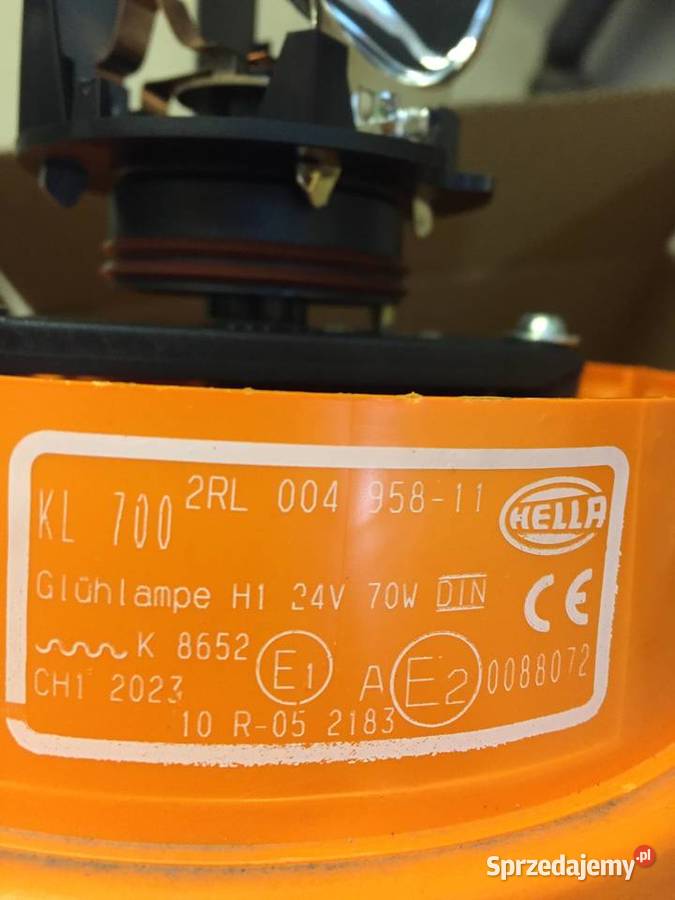 KL 700 2RL 004 958-11 HELLA
Glühlampe H1 24V 70W DIN CE
K 8652 E1 A E2 0088072
CH1 2023
10 R-05 2183
Sprzedajemy.pl